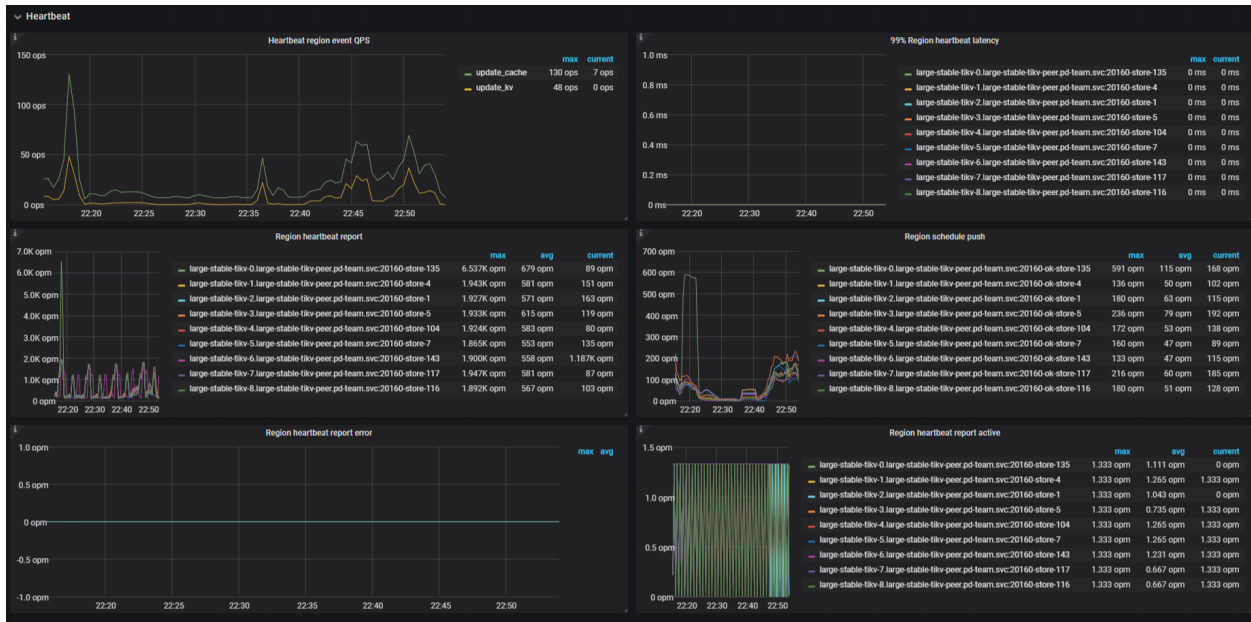 Heartbeat
Heartbeat region event QPS
150 ops
100 ops
50 ops
0 ops
22:20 22:25 22:30 22:35 22:40 22:45 22:50
max current
update_cache 130 ops 7 ops
update_kv 48 ops 0 ops
99% Region heartbeat latency
1.0 ms
0.8 ms
0.6 ms
0.4 ms
0.2 ms
0 ms
22:20 22:30 22:40 22:50
max current
large-stable-tikv-0.large-stable-tikv-peer.pd-team.svc:20160-store-135 0 ms 0 ms
large-stable-tikv-1.large-stable-tikv-peer.pd-team.svc:20160-store-4 0 ms 0 ms
large-stable-tikv-2.large-stable-tikv-peer.pd-team.svc:20160-store-1 0 ms 0 ms
large-stable-tikv-3.large-stable-tikv-peer.pd-team.svc:20160-store-5 0 ms 0 ms
large-stable-tikv-4.large-stable-tikv-peer.pd-team.svc:20160-store-104 0 ms 0 ms
large-stable-tikv-5.large-stable-tikv-peer.pd-team.svc:20160-store-7 0 ms 0 ms
large-stable-tikv-6.large-stable-tikv-peer.pd-team.svc:20160-store-143 0 ms 0 ms
large-stable-tikv-7.large-stable-tikv-peer.pd-team.svc:20160-store-117 0 ms 0 ms
large-stable-tikv-8.large-stable-tikv-peer.pd-team.svc:20160-store-116 0 ms 0 ms
Region heartbeat report
7.0K opm
6.0K opm
5.0K opm
4.0K opm
3.0K opm
2.0K opm
1.0K opm
0 opm
22:20 22:30 22:40 22:50
max avg current
large-stable-tikv-0.large-stable-tikv-peer.pd-team.svc:20160-store-135 6.537K opm 679 opm 89 opm
large-stable-tikv-1.large-stable-tikv-peer.pd-team.svc:20160-store-4 1.943K opm 581 opm 151 opm
large-stable-tikv-2.large-stable-tikv-peer.pd-team.svc:20160-store-1 1.927K opm 571 opm 163 opm
large-stable-tikv-3.large-stable-tikv-peer.pd-team.svc:20160-store-5 1.933K opm 615 opm 119 opm
large-stable-tikv-4.large-stable-tikv-peer.pd-team.svc:20160-store-104 1.924K opm 583 opm 80 opm
large-stable-tikv-5.large-stable-tikv-peer.pd-team.svc:20160-store-7 1.865K opm 553 opm 135 opm
large-stable-tikv-6.large-stable-tikv-peer.pd-team.svc:20160-store-143 1.900K opm 558 opm 1.187K opm
large-stable-tikv-7.large-stable-tikv-peer.pd-team.svc:20160-store-117 1.947K opm 581 opm 87 opm
large-stable-tikv-8.large-stable-tikv-peer.pd-team.svc:20160-store-116 1.892K opm 567 opm 103 opm
Region schedule push
700 opm
600 opm
500 opm
400 opm
300 opm
200 opm
100 opm
0 opm
22:20 22:30 22:40 22:50
max avg current
large-stable-tikv-0.large-stable-tikv-peer.pd-team.svc:20160-ok-store-135 591 opm 115 opm 168 opm
large-stable-tikv-1.large-stable-tikv-peer.pd-team.svc:20160-ok-store-4 136 opm 50 opm 102 opm
large-stable-tikv-2.large-stable-tikv-peer.pd-team.svc:20160-ok-store-1 180 opm 63 opm 115 opm
large-stable-tikv-3.large-stable-tikv-peer.pd-team.svc:20160-ok-store-5 236 opm 79 opm 192 opm
large-stable-tikv-4.large-stable-tikv-peer.pd-team.svc:20160-ok-store-104 172 opm 53 opm 138 opm
large-stable-tikv-5.large-stable-tikv-peer.pd-team.svc:20160-ok-store-7 160 opm 47 opm 89 opm
large-stable-tikv-6.large-stable-tikv-peer.pd-team.svc:20160-ok-store-143 133 opm 47 opm 115 opm
large-stable-tikv-7.large-stable-tikv-peer.pd-team.svc:20160-ok-store-117 216 opm 60 opm 185 opm
large-stable-tikv-8.large-stable-tikv-peer.pd-team.svc:20160-ok-store-116 180 opm 51 opm 128 opm
Region heartbeat report error
1.0 opm
0.5 opm
0 opm
-0.5 opm
-1.0 opm
22:20 22:25 22:30 22:35 22:40 22:45 22:50
max avg
Region heartbeat report active
1.5 opm
1.0 opm
0.5 opm
0 opm
22:20 22:30 22:40 22:50
max avg current
large-stable-tikv-0.large-stable-tikv-peer.pd-team.svc:20160-store-135 1.333 opm 1.111 opm 0 opm
large-stable-tikv-1.large-stable-tikv-peer.pd-team.svc:20160-store-4 1.333 opm 1.265 opm 1.333 opm
large-stable-tikv-2.large-stable-tikv-peer.pd-team.svc:20160-store-1 1.333 opm 1.043 opm 0 opm
large-stable-tikv-3.large-stable-tikv-peer.pd-team.svc:20160-store-5 1.333 opm 0.735 opm 1.333 opm
large-stable-tikv-4.large-stable-tikv-peer.pd-team.svc:20160-store-104 1.333 opm 1.265 opm 1.333 opm
large-stable-tikv-5.large-stable-tikv-peer.pd-team.svc:20160-store-7 1.333 opm 1.265 opm 1.333 opm
large-stable-tikv-6.large-stable-tikv-peer.pd-team.svc:20160-store-143 1.333 opm 1.231 opm 1.333 opm
large-stable-tikv-7.large-stable-tikv-peer.pd-team.svc:20160-store-117 1.333 opm 0.667 opm 1.333 opm
large-stable-tikv-8.large-stable-tikv-peer.pd-team.svc:20160-store-116 1.333 opm 0.667 opm 1.333 opm